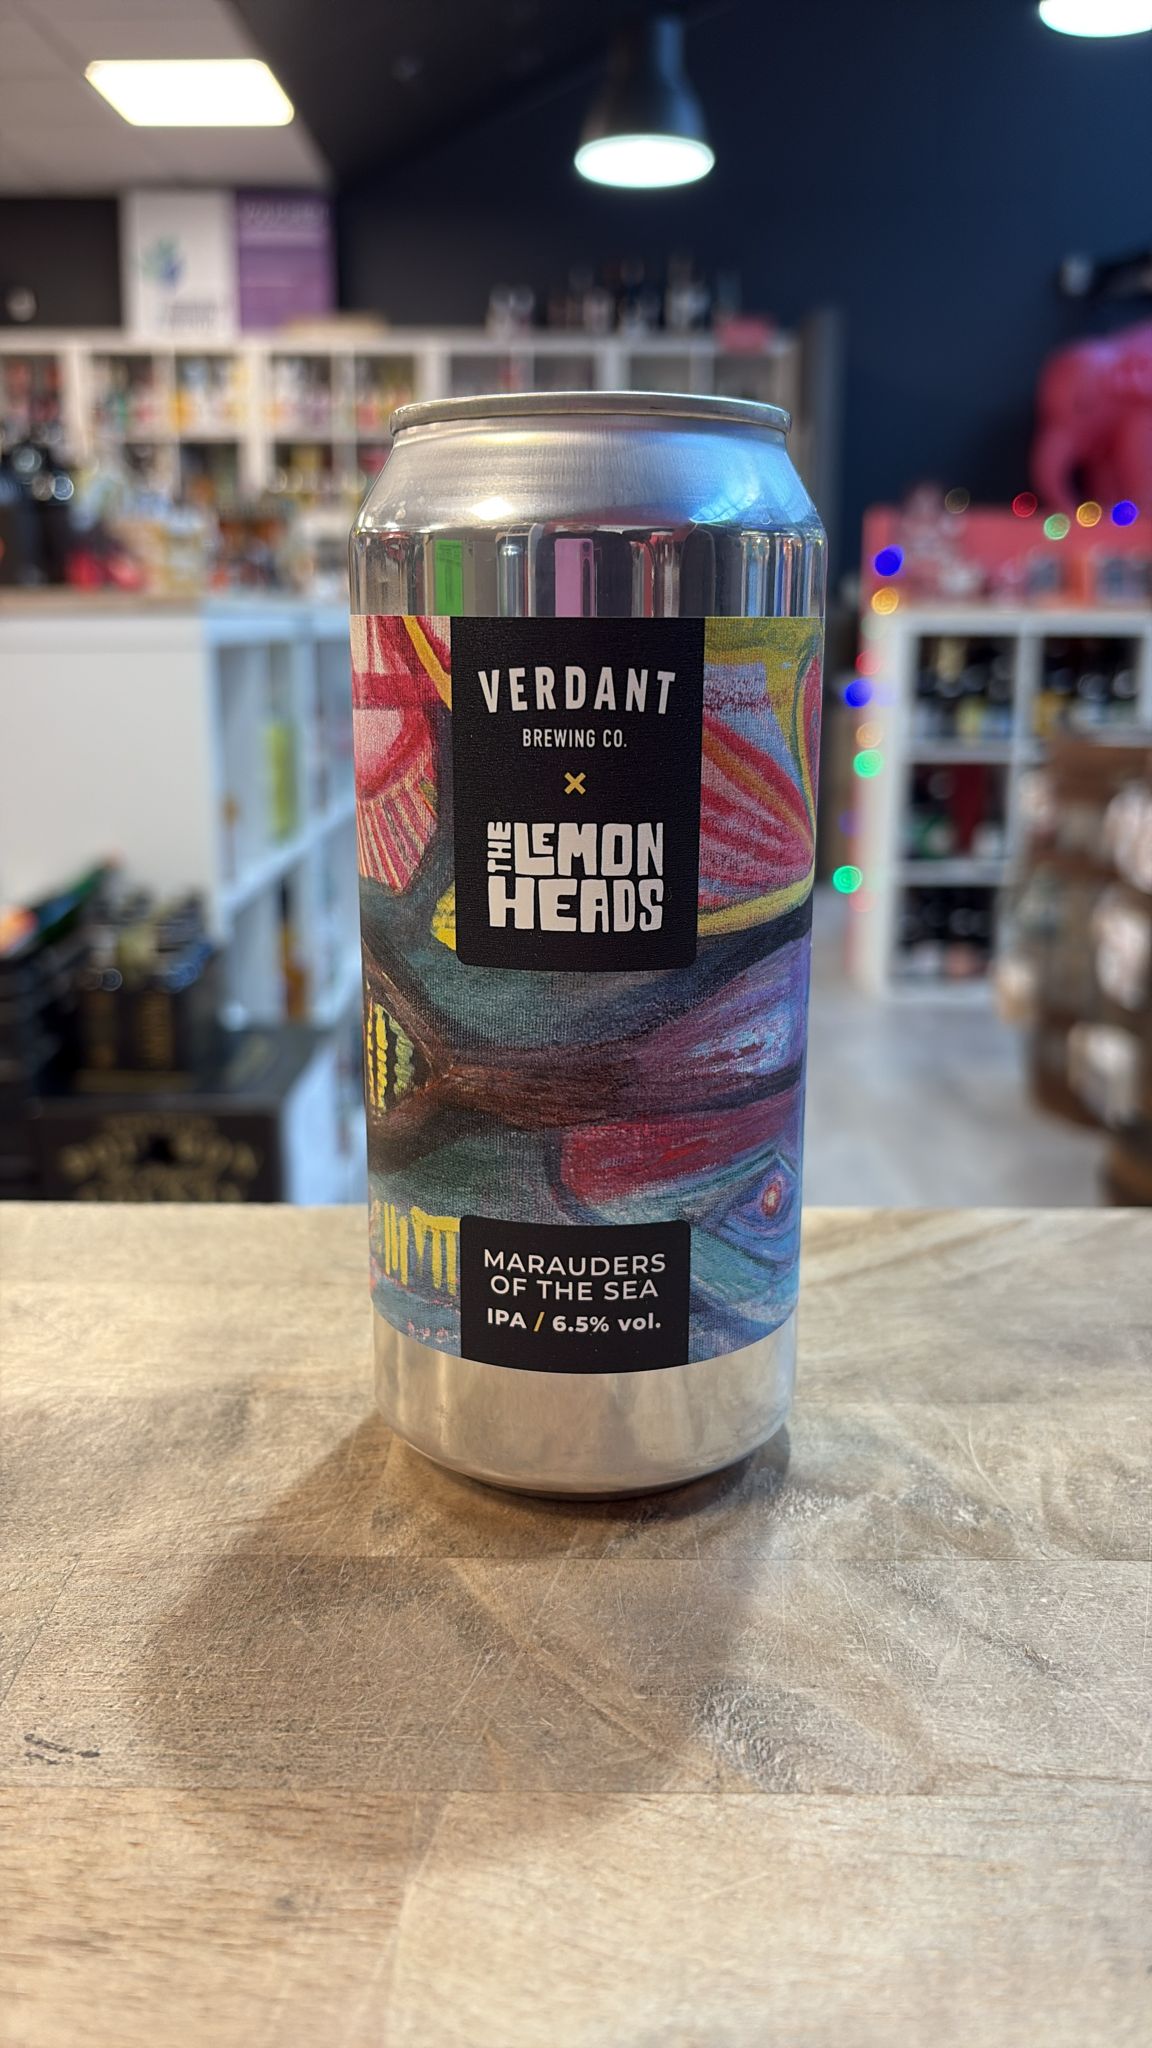 VERDANT
BREWING CO.
×
THE LEMON
HEADS
MARAUDERS
OF THE SEA
IPA / 6.5% vol.